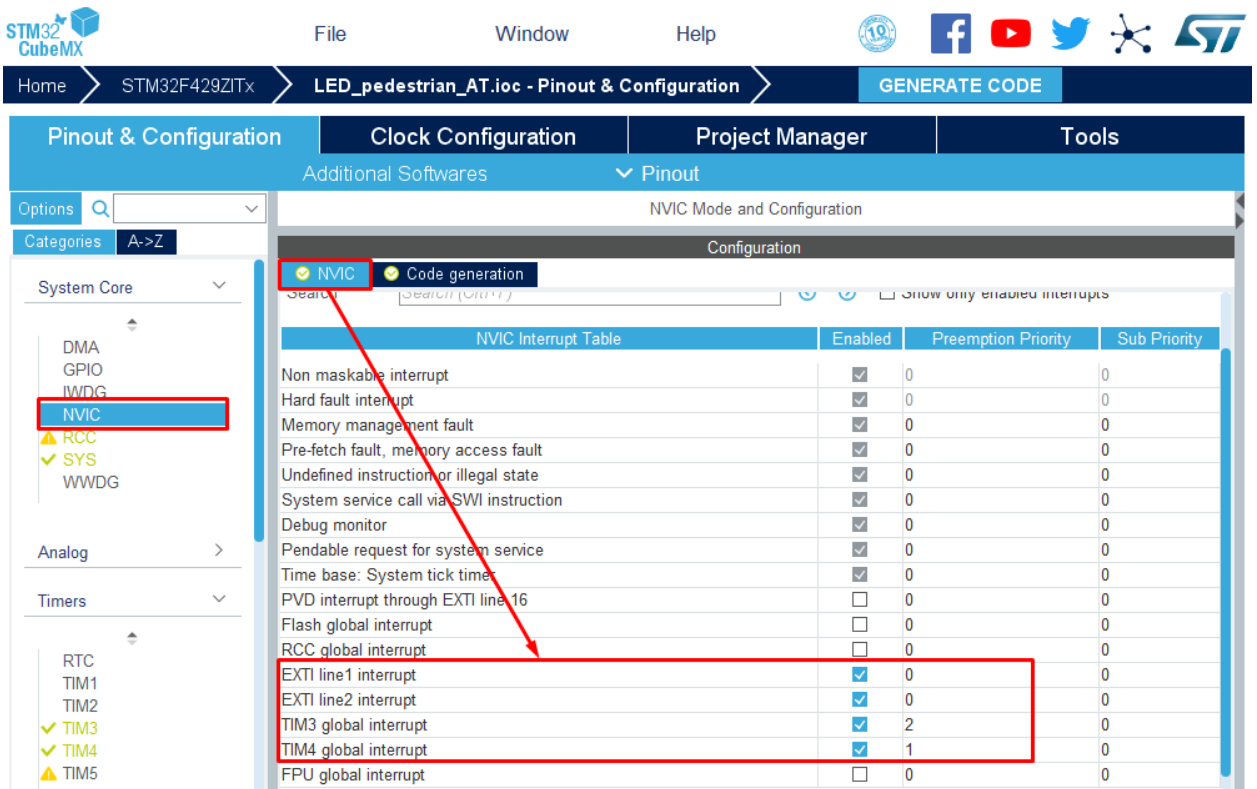 STM32
CubeMX
File
Window
Help
10
Home
STM32F429ZITx
LED_pedestrian_AT.ioc - Pinout & Configuration
GENERATE CODE
Pinout & Configuration
Clock Configuration
Project Manager
Tools
Additional Softwares
Pinout
Options
NVIC Mode and Configuration
Categories
A->Z
Configuration
System Core
NVIC
Code generation
Search
Search (Ctrl+F)
Show only enabled interrupts
NVIC Interrupt Table Enabled Preemption Priority Sub Priority
Non maskable interrupt 0 0
Hard fault interrupt 0 0
Memory management fault 0 0
Pre-fetch fault, memory access fault 0 0
Undefined instruction or illegal state 0 0
System service call via SWI instruction 0 0
Debug monitor 0 0
Pendable request for system service 0 0
Time base: System tick timer 0 0
PVD interrupt through EXTI line 16 0 0
Flash global interrupt 0 0
RCC global interrupt 0 0
EXTI line1 interrupt 0 0
EXTI line2 interrupt 0 0
TIM3 global interrupt 2 0
TIM4 global interrupt 1 0
FPU global interrupt 0 0
DMA
GPIO
IWDG
NVIC
RCC
SYS
WWDG
Analog
Timers
RTC
TIM1
TIM2
TIM3
TIM4
TIM5